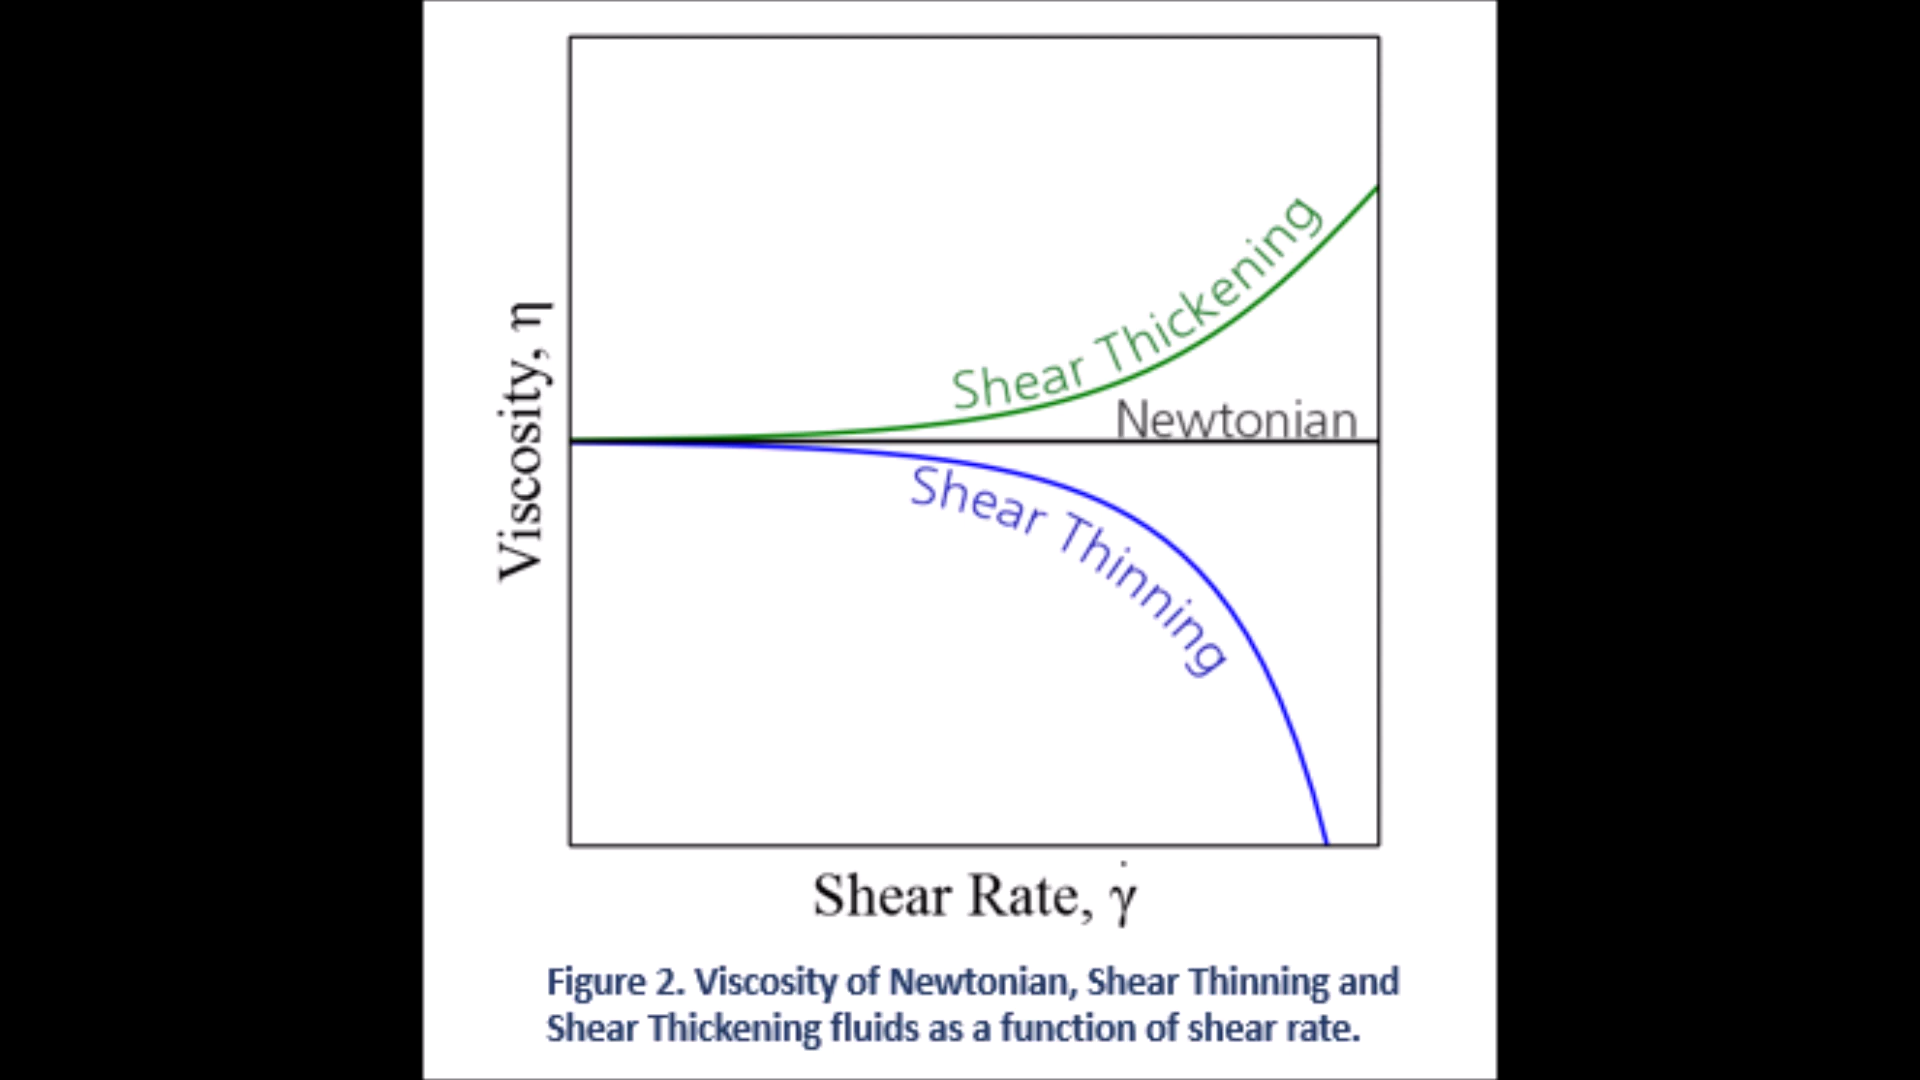 Viscosity, η
Shear Thickening
Newtonian
Shear Thinning
Shear Rate, γ̇
Figure 2. Viscosity of Newtonian, Shear Thinning and
Shear Thickening fluids as a function of shear rate.